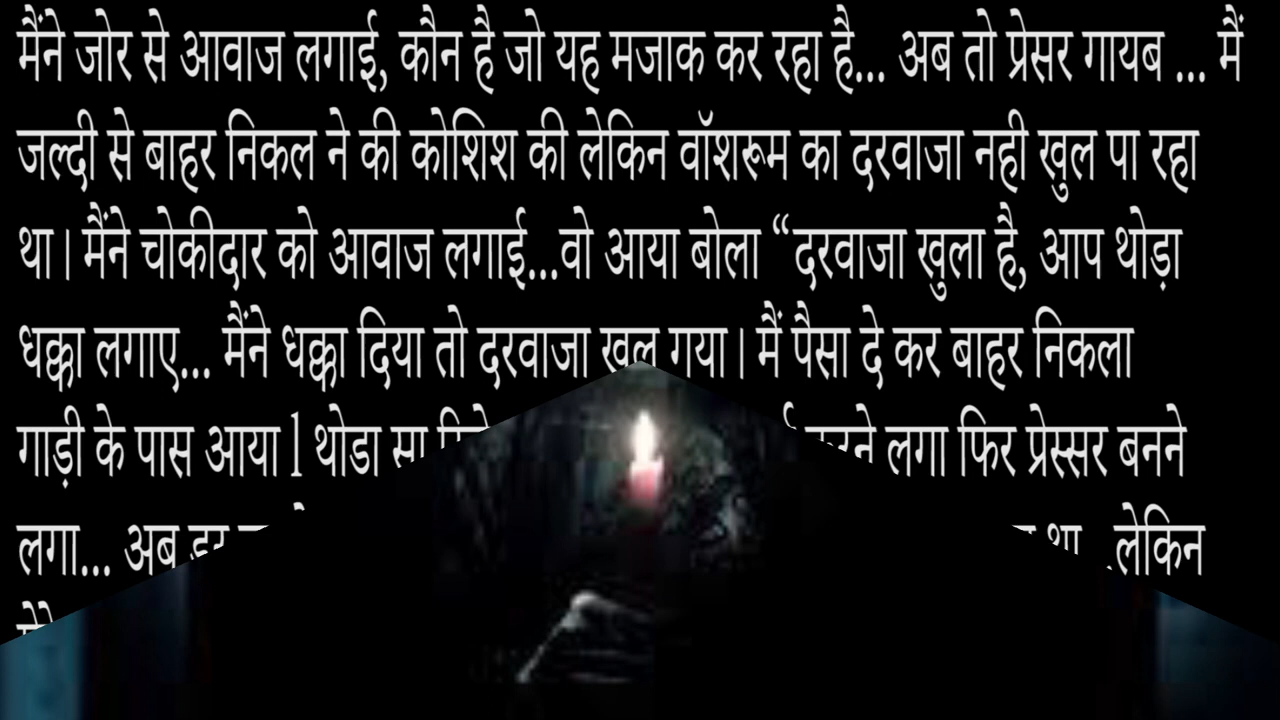 मैंने जोर से आवाज लगाई, कौन है जो यह मजाक कर रहा है... अब तो प्रेसर गायब ... मैं
जल्दी से बाहर निकल ने की कोशिश की लेकिन वॉशरूम का दरवाजा नही खुल पा रहा
था। मैंने चोकीदार को आवाज लगाई...वो आया बोला “दरवाजा खुला है, आप थोड़ा
धक्का लगाए... मैंने धक्का दिया तो दरवाजा खुल गया। मैं पैसा दे कर बाहर निकला
गाड़ी के पास आया l थोडा सा लगा फिर प्रेस्सर बनने
लगा... अब था लेकिन